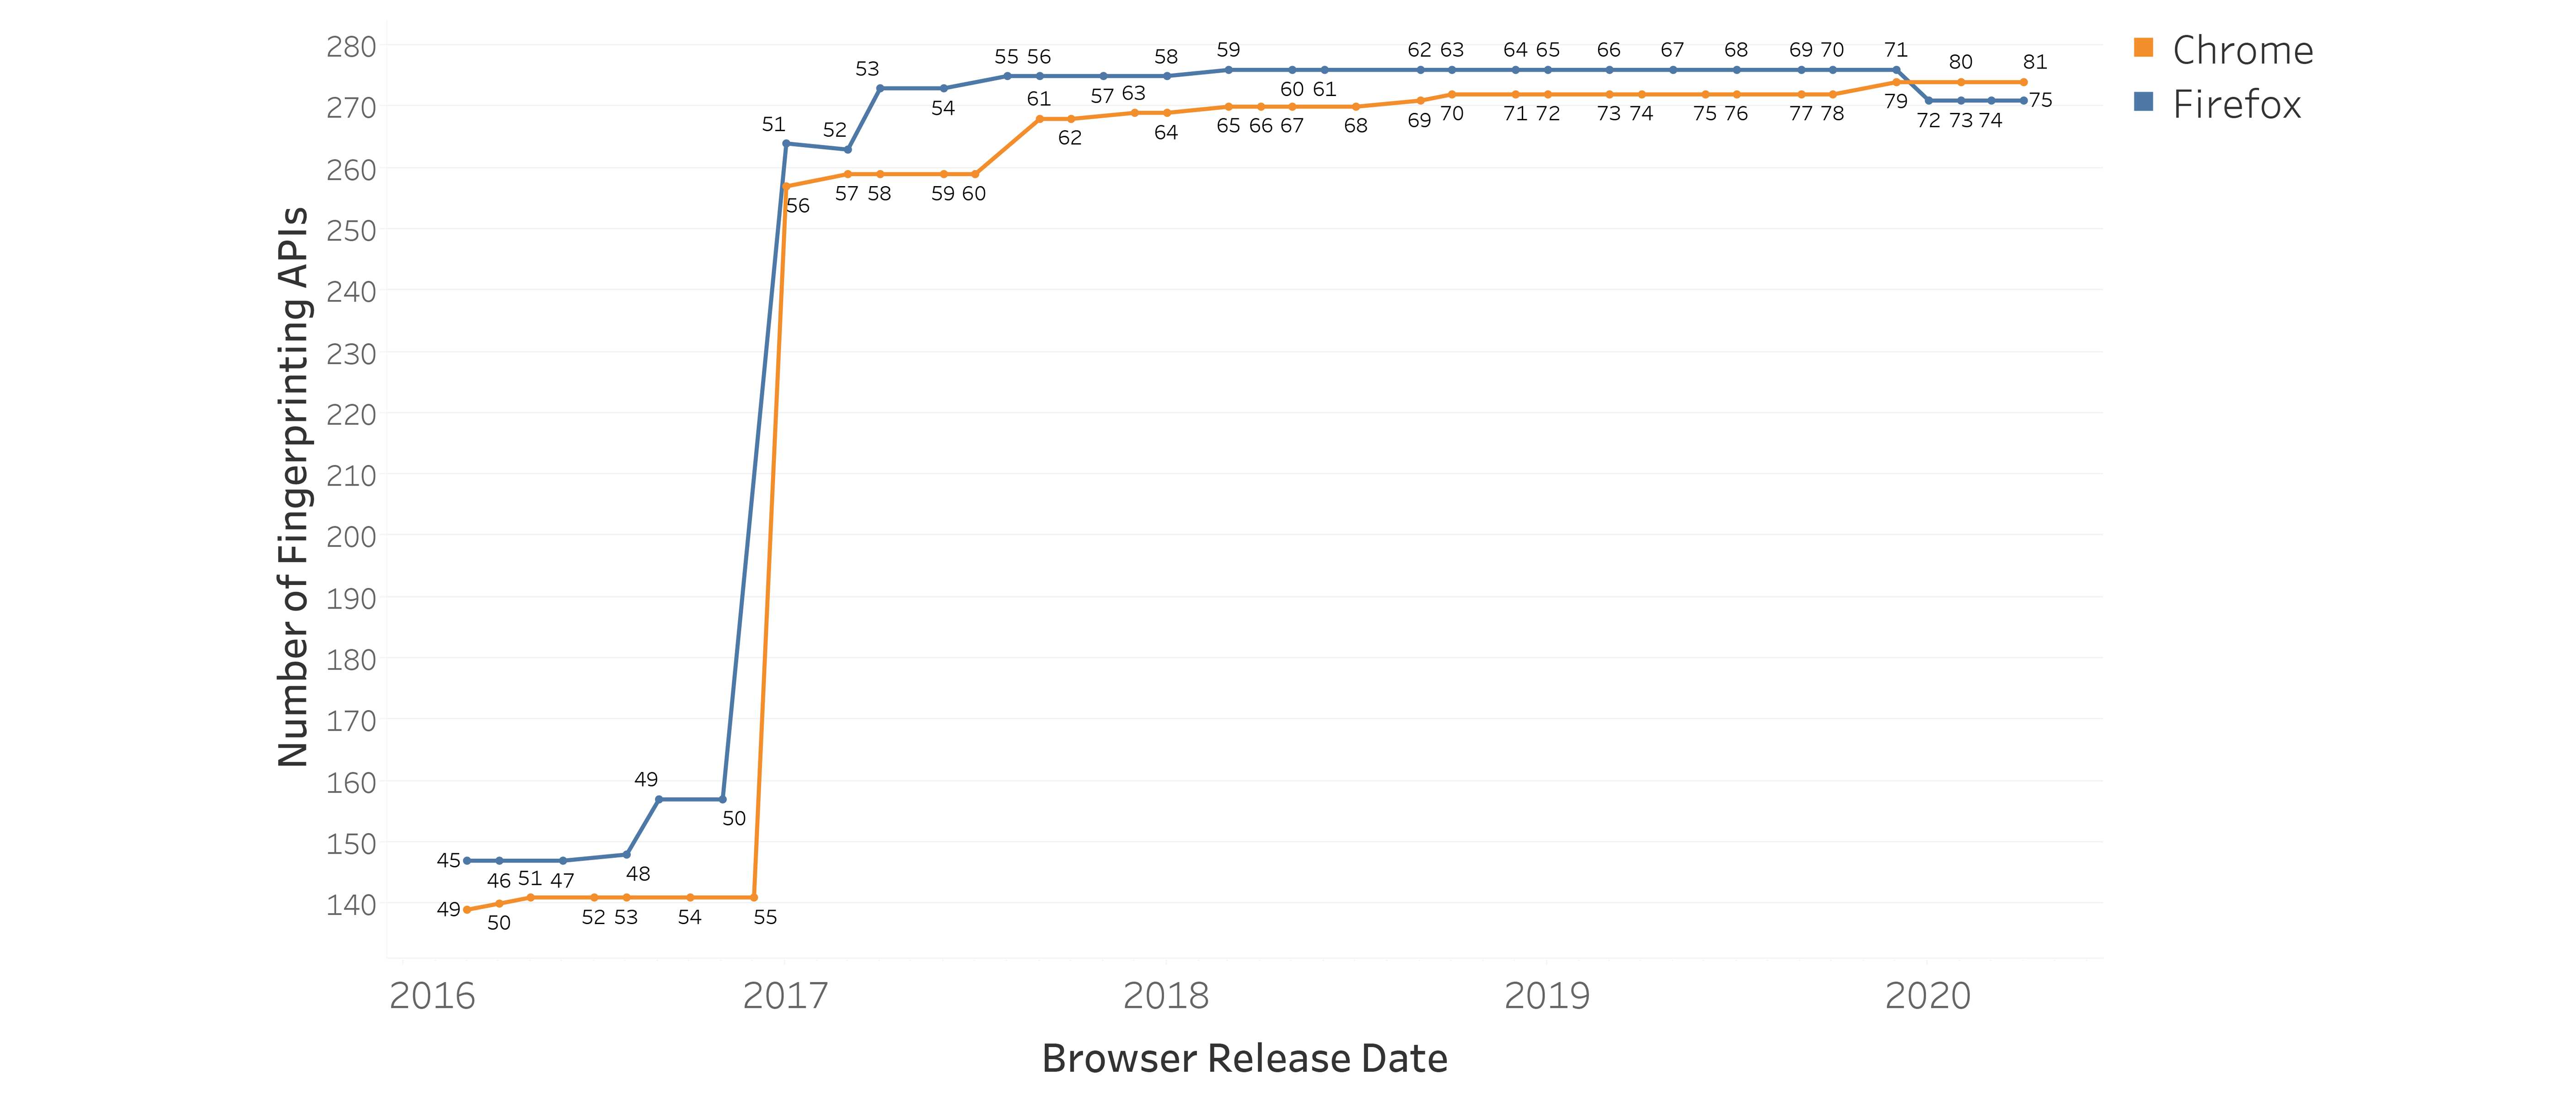 Chrome
Firefox
Number of Fingerprinting APIs
280
270
260
250
240
230
220
210
200
190
180
170
160
150
140
59 62 63 64 65 66 67 68 69 70 71
55 56 58 80 81
53
60 61
57 63
61 79 75
54
70 71 72 73 74 75 76 77 78
69 72 73 74
51 65 66 67 68
52 64
62
57 58 59 60
56
49
50
45
48
46 51 47
49
52 53 54 55
50
2016 2017 2018 2019 2020
Browser Release Date